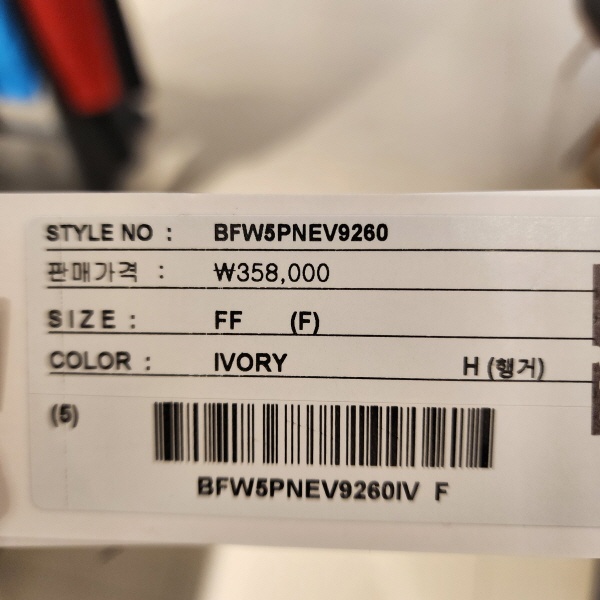 STYLE NO : BFW5PNEV9260
판매가격 : ₩358,000
SIZE : FF (F)
COLOR : IVORY H (행거)
(5)
BFW5PNEV9260IV F